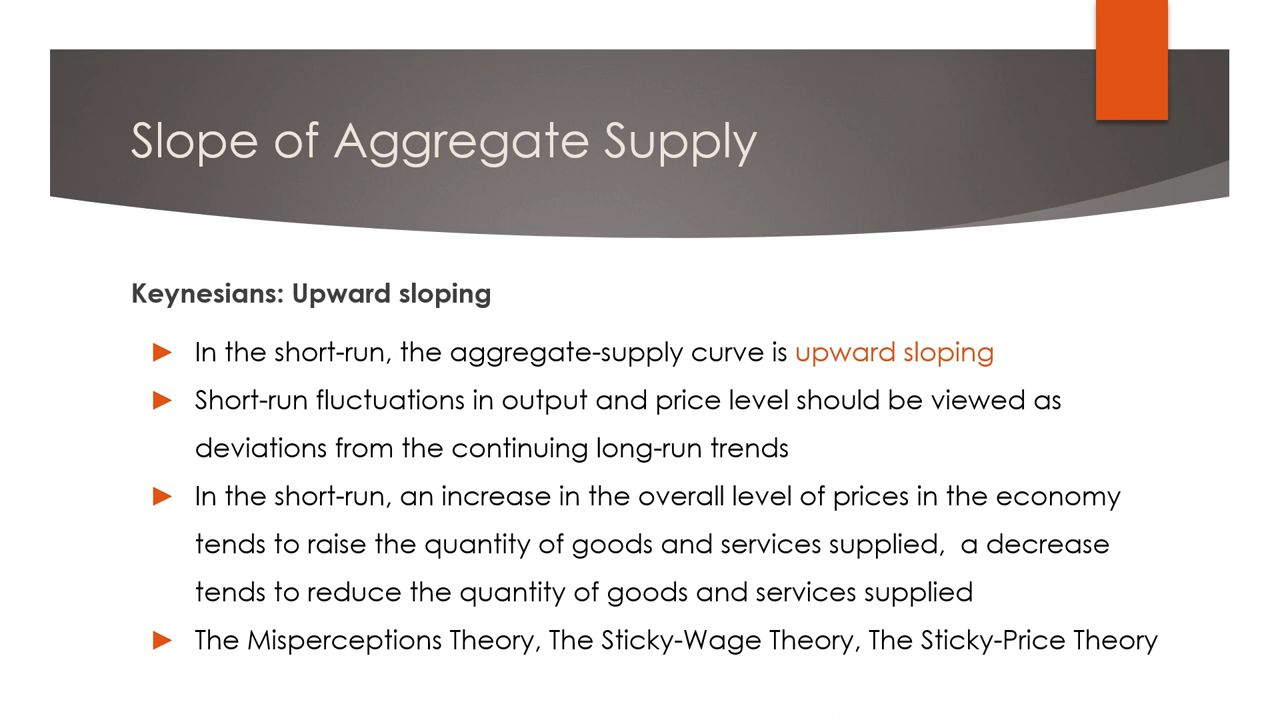 Slope of Aggregate Supply
Keynesians: Upward sloping
► In the short-run, the aggregate-supply curve is upward sloping
► Short-run fluctuations in output and price level should be viewed as
deviations from the continuing long-run trends
► In the short-run, an increase in the overall level of prices in the economy
tends to raise the quantity of goods and services supplied,  a decrease
tends to reduce the quantity of goods and services supplied
► The Misperceptions Theory, The Sticky-Wage Theory, The Sticky-Price Theory